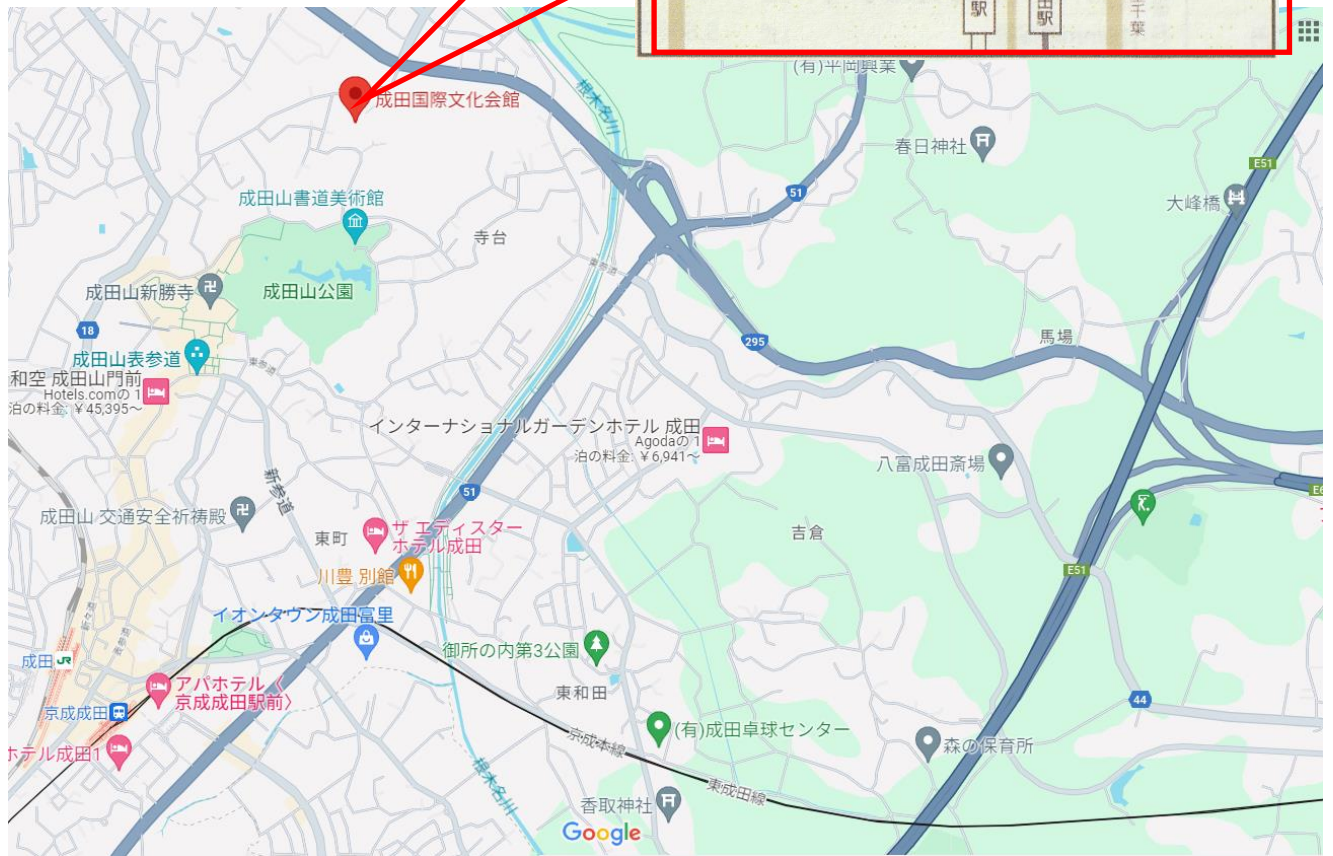 駅
田駅
千葉
(有)平岡興業
成田国際文化会館
根木名川
春日神社
E51
51
大峰橋
成田山書道美術館
寺台
成田山新勝寺
成田山公園
18
295
馬場
成田山表参道
和空 成田山門前
Hotels.comの 1
泊の料金: ¥45,395~
インターナショナルガーデンホテル 成田
Agodaの 1
泊の料金: ¥6,941~
八富成田斎場
新参道
51
成田山 交通安全祈祷殿
東町
ザ エディスター
ホテル成田
吉倉
川豊 別館
E51
イオンタウン成田富里
御所の内第3公園
成田 JR
アパホテル〈
京成成田駅前〉
東和田
44
京成成田
(有)成田卓球センター
ホテル成田1
京成本線
森の保育所
東成田線
根木名川
香取神社
Google